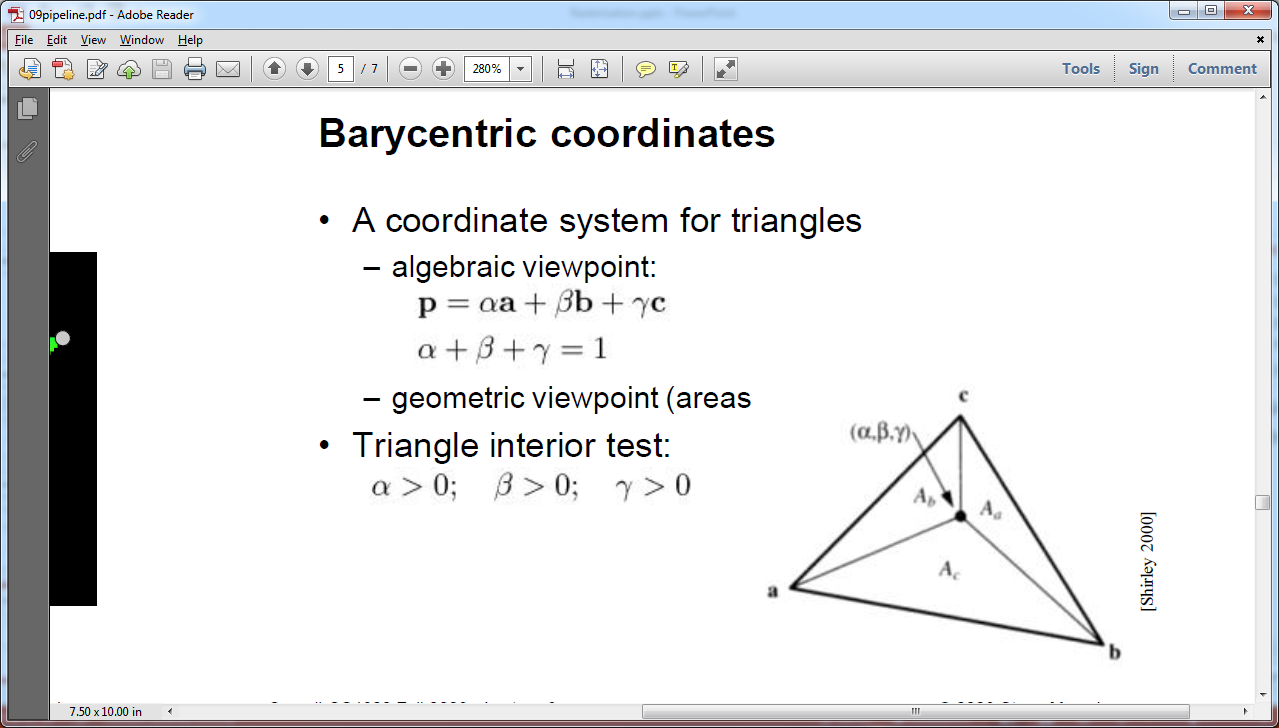 09pipeline.pdf - Adobe Reader
File Edit View Window Help
5 / 7 280% Tools Sign Comment
Barycentric coordinates
• A coordinate system for triangles
– algebraic viewpoint:
p = αa + βb + γc
α + β + γ = 1
– geometric viewpoint (areas
• Triangle interior test:
α > 0; β > 0; γ > 0
c
(α,β,γ)
A_b
A_a
A_c
a
b
[Shirley 2000]
7.50 x 10.00 in